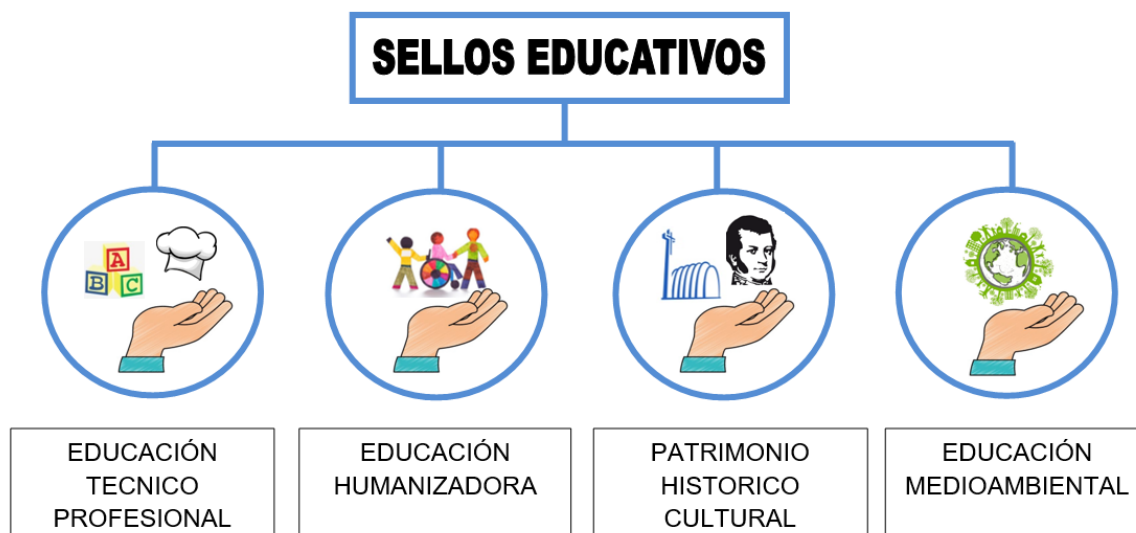 SELLOS EDUCATIVOS
A
B C
EDUCACIÓN
TECNICO
PROFESIONAL
EDUCACIÓN
HUMANIZADORA
PATRIMONIO
HISTORICO
CULTURAL
EDUCACIÓN
MEDIOAMBIENTAL